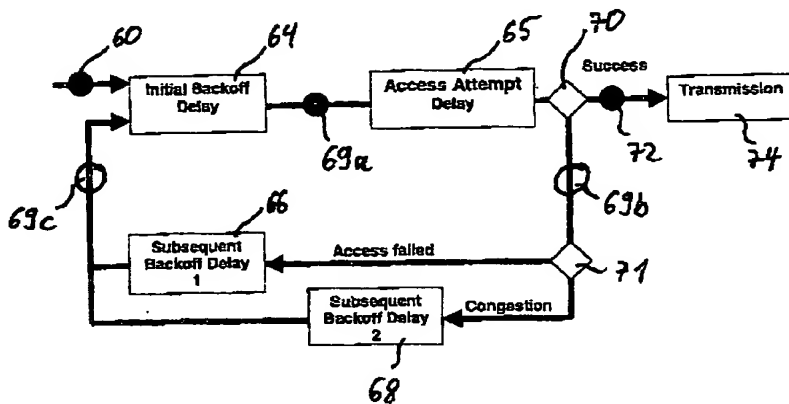 60
64
65
70
Initial Backoff
Delay
Access Attempt
Delay
Success
Transmission
69a
72
74
69c
66
69b
Subsequent
Backoff Delay
1
Access failed
71
Subsequent
Backoff Delay
2
Congestion
68